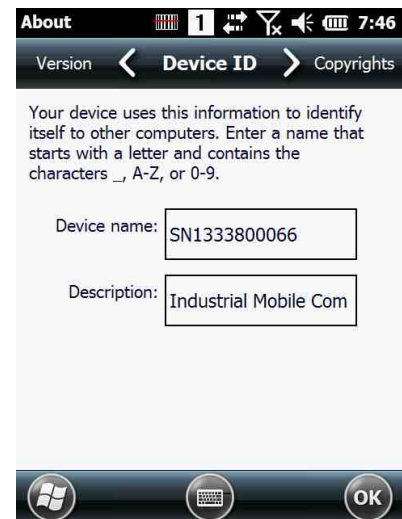 About 1 7:46
Version Device ID Copyrights
Your device uses this information to identify
itself to other computers. Enter a name that
starts with a letter and contains the
characters _, A-Z, or 0-9.
Device name: SN1333800066
Description: Industrial Mobile Com
OK